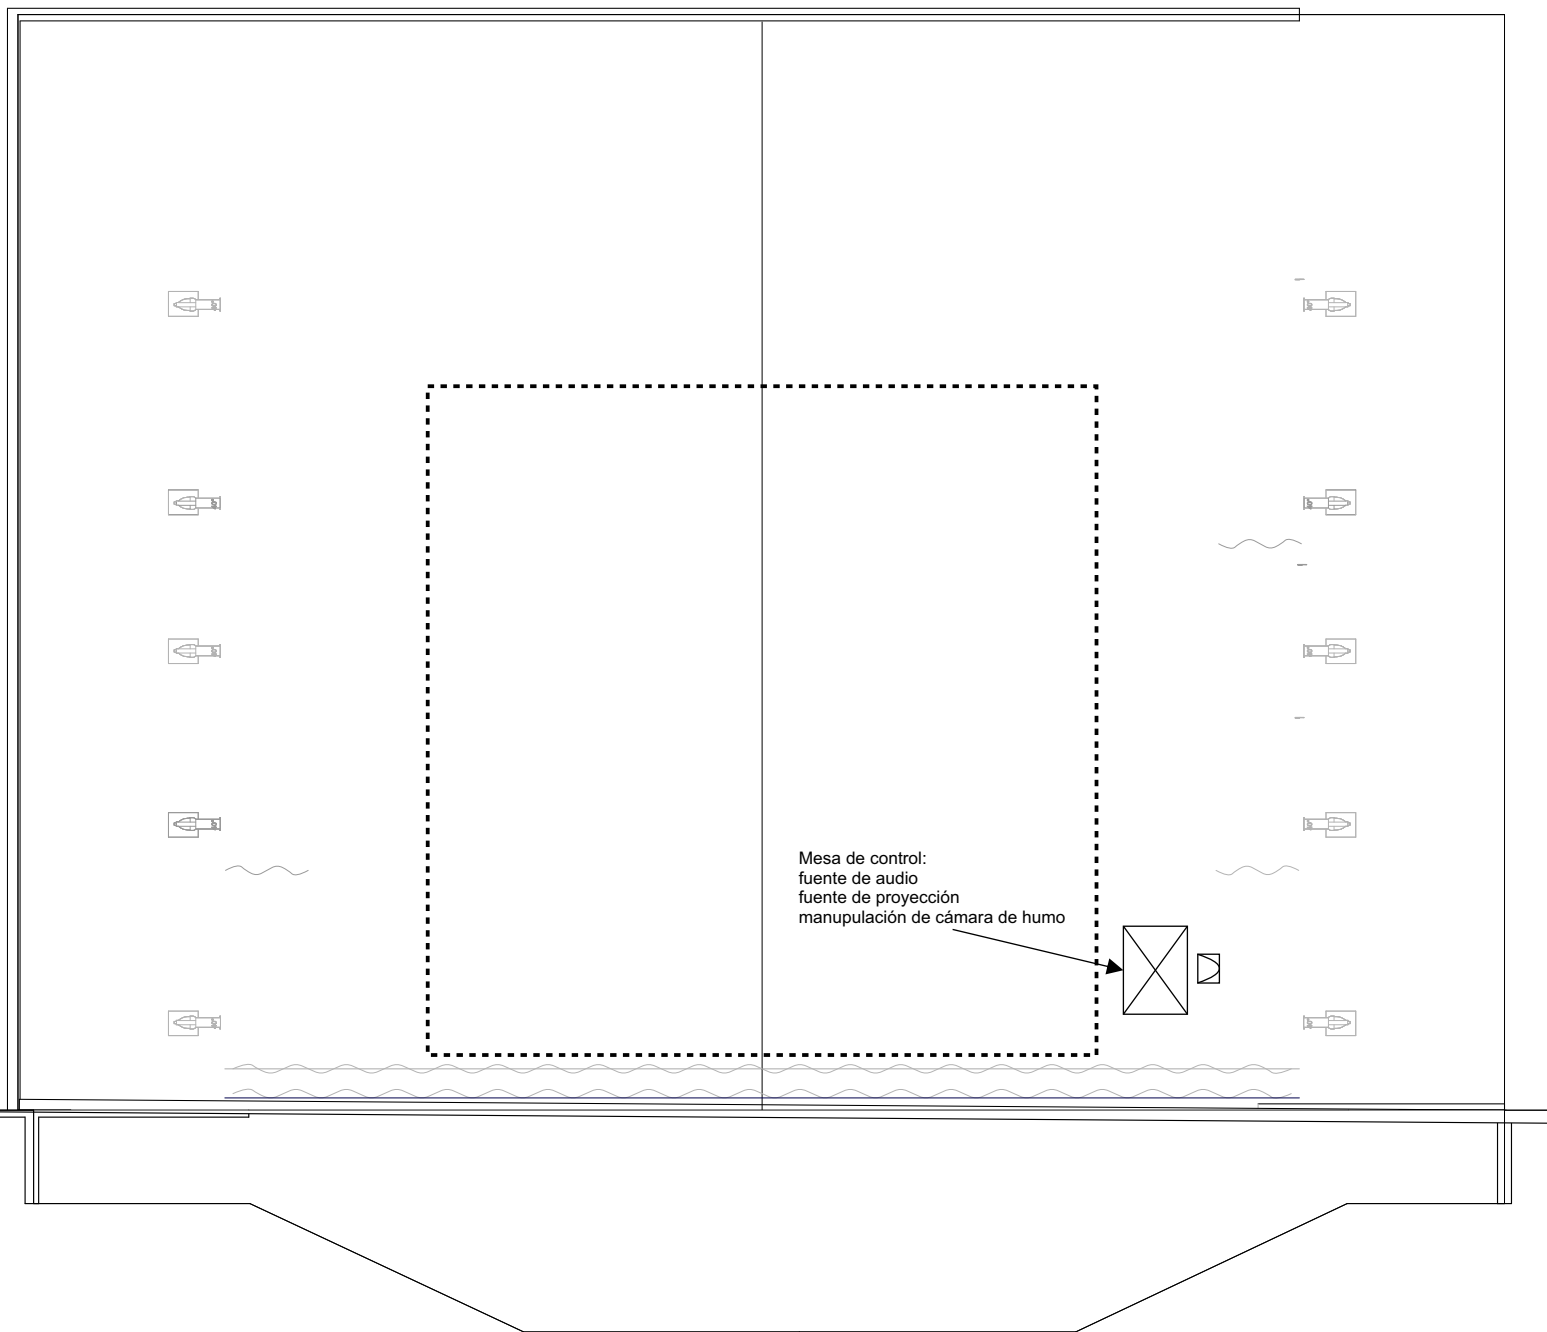 Mesa de control:
fuente de audio
fuente de proyección
manupulación de cámara de humo